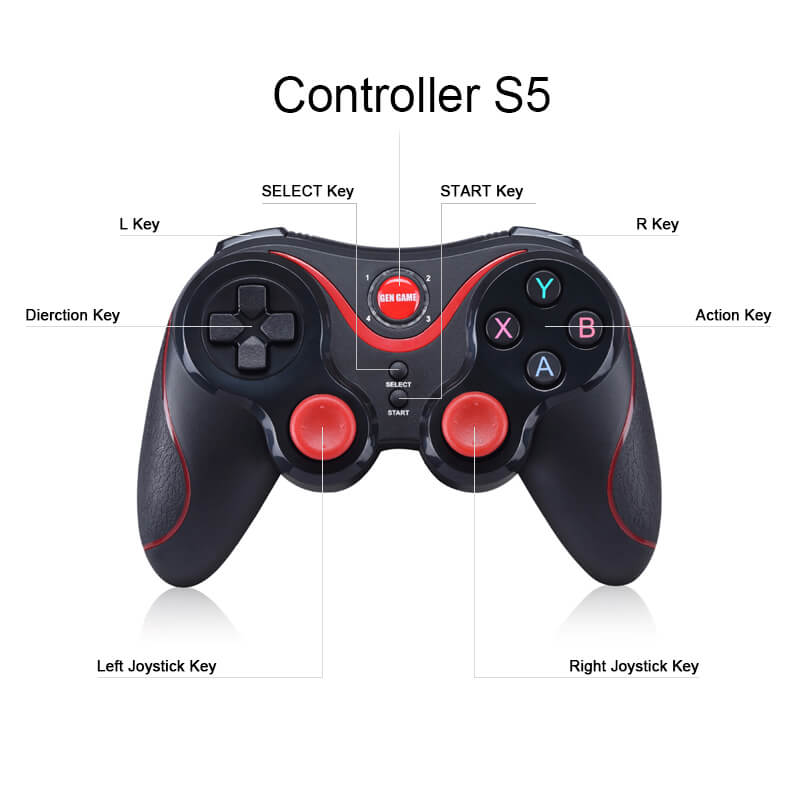 Controller S5
SELECT Key
START Key
L Key
R Key
1
2
GEN GAME
4
3
Y
Dierction Key
X
B
Action Key
A
SELECT
START
Left Joystick Key
Right Joystick Key